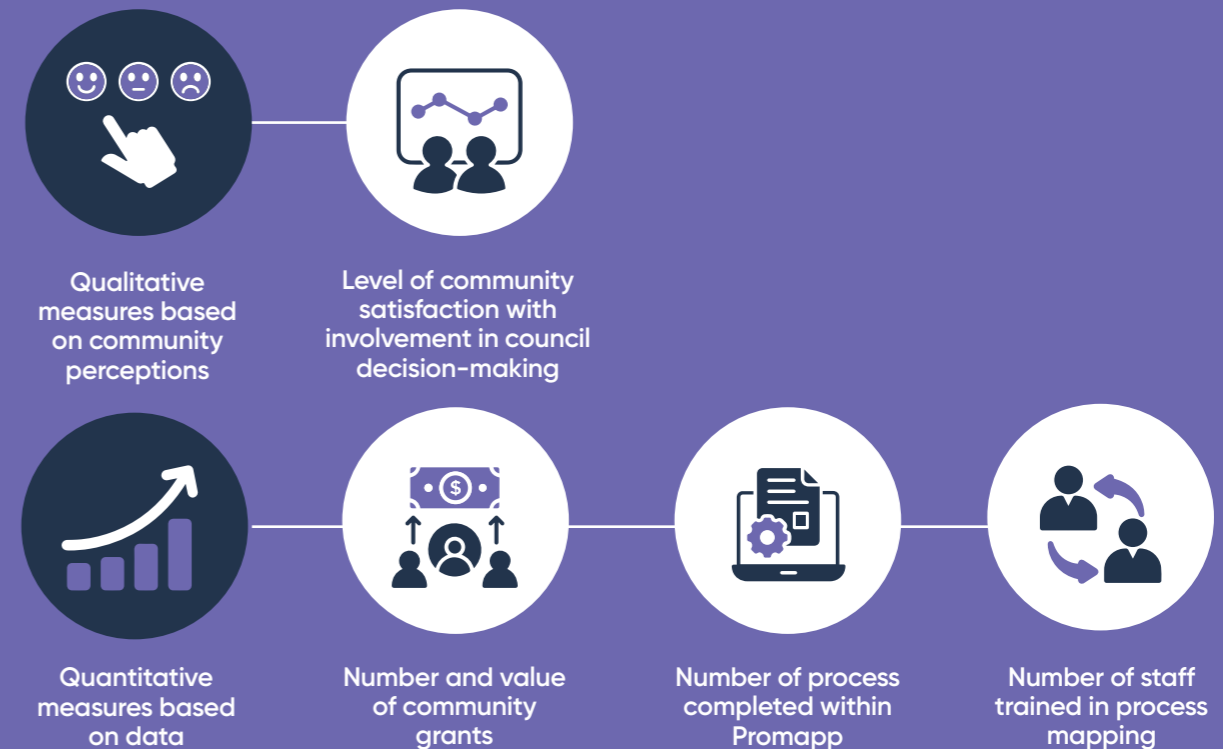 Qualitative
measures based
on community
perceptions
Level of community
satisfaction with
involvement in council
decision-making
$
Quantitative
measures based
on data
Number and value
of community
grants
Number of process
completed within
Promapp
Number of staff
trained in process
mapping